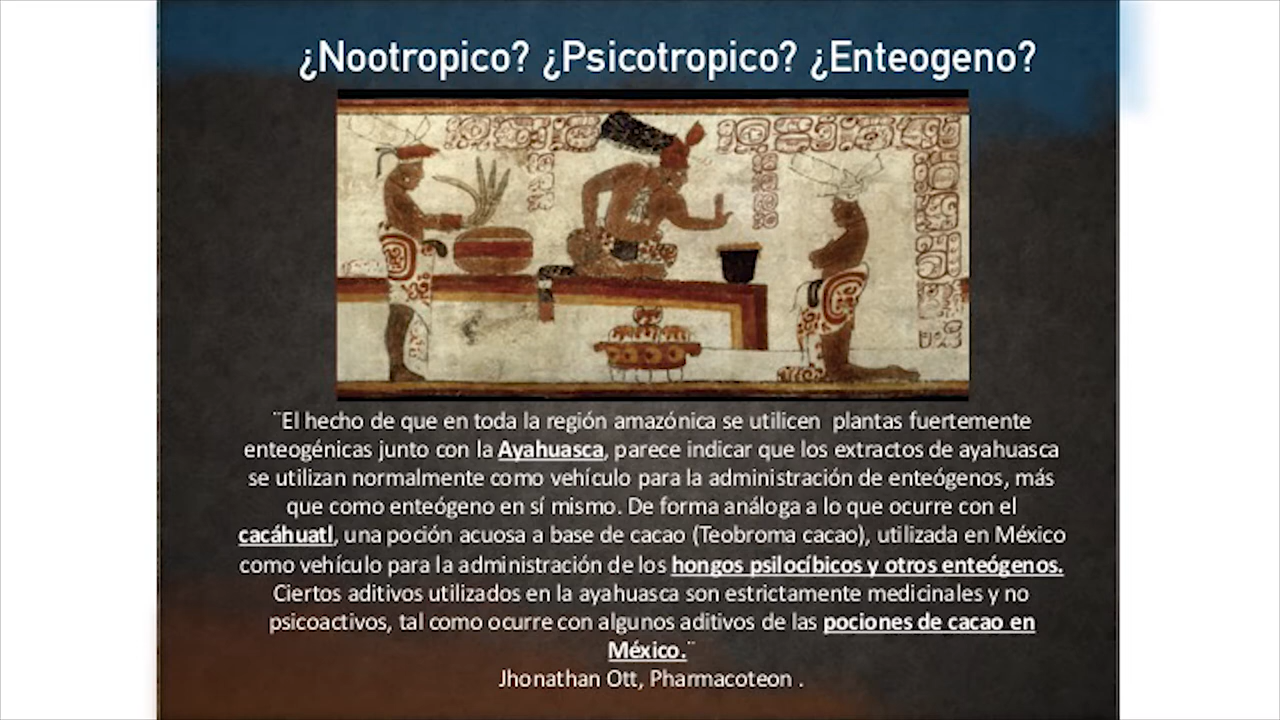 ¿Nootropico? ¿Psicotropico? ¿Enteogeno?
¨El hecho de que en toda la región amazónica se utilicen plantas fuertemente
enteogénicas junto con la Ayahuasca, parece indicar que los extractos de ayahuasca
se utilizan normalmente como vehículo para la administración de enteógenos, más
que como enteógeno en sí mismo. De forma análoga a lo que ocurre con el
cacáhuatl, una poción acuosa a base de cacao (Teobroma cacao), utilizada en México
como vehículo para la administración de los hongos psilocíbicos y otros enteógenos.
Ciertos aditivos utilizados en la ayahuasca son estrictamente medicinales y no
psicoactivos, tal como ocurre con algunos aditivos de las pociones de cacao en
México.¨
Jhonathan Ott, Pharmacoteon .